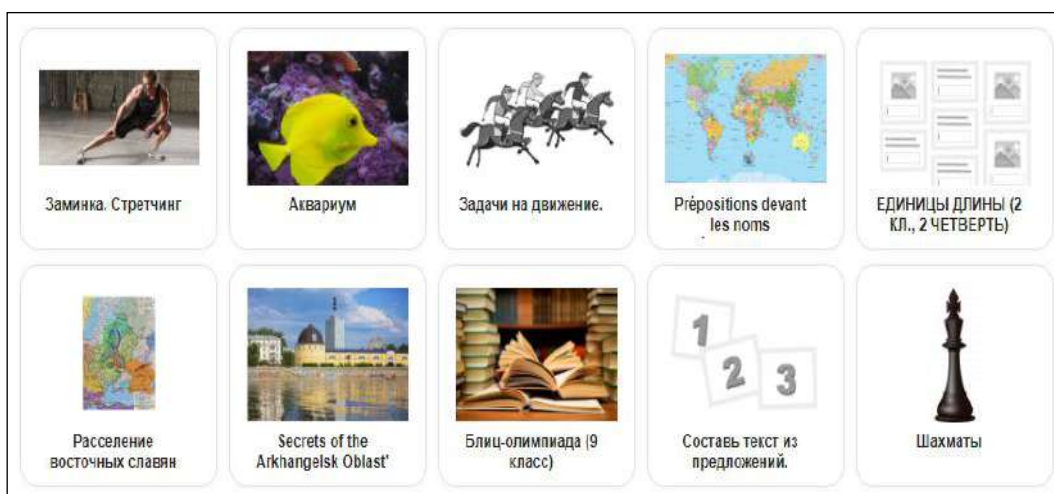 Заминка. Стретчинг
Аквариум
Задачи на движение.
Prépositions devant
les noms
ЕДИНИЦЫ ДЛИНЫ (2
КЛ., 2 ЧЕТВЕРТЬ)
Расселение
восточных славян
Secrets of the
Arkhangelsk Oblast'
Блиц-олимпиада (9
класс)
1
2
3
Составь текст из
предложений.
Шахматы